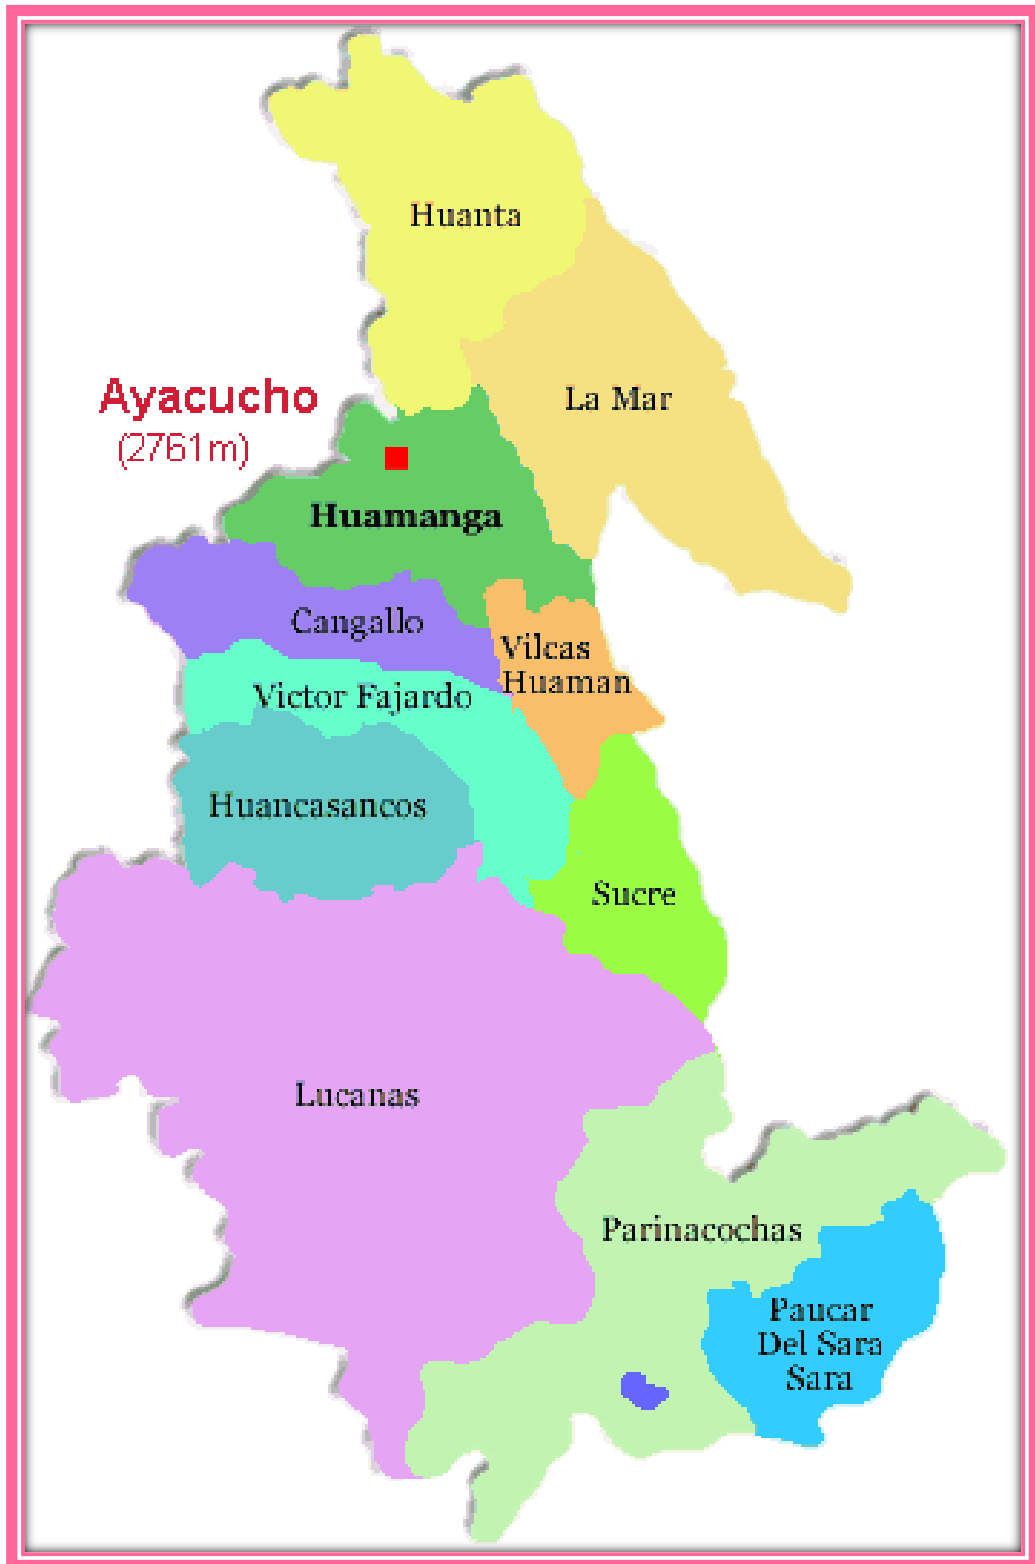 Huanta
La Mar
Ayacucho
(2761m)
Huamanga
Cangallo
Vilcas
Huaman
Victor Fajardo
Huancasancos
Sucre
Lucanas
Parinacochas
Paucar
Del Sara
Sara